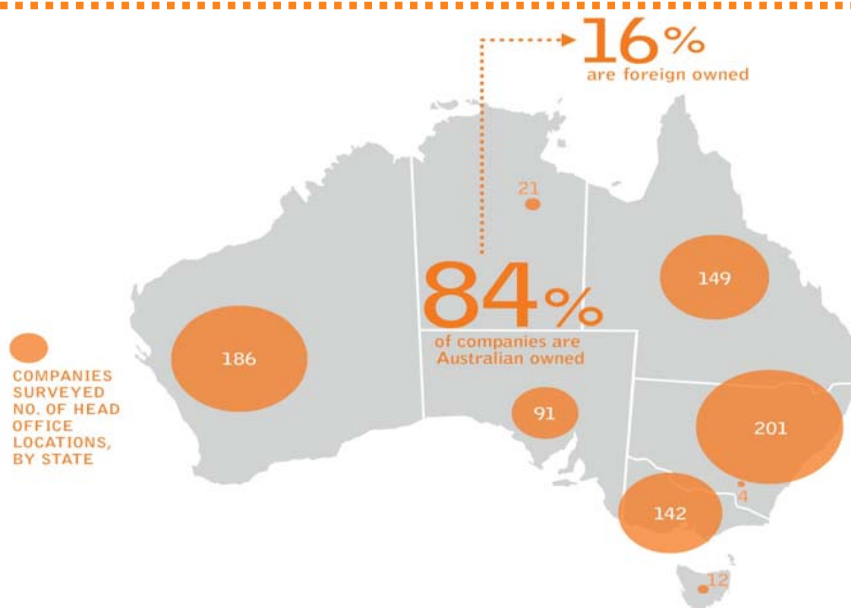 16%
are foreign owned
21
149
84%
of companies are
Australian owned
186
COMPANIES
SURVEYED
NO. OF HEAD
OFFICE
LOCATIONS,
BY STATE
91
201
4
142
12